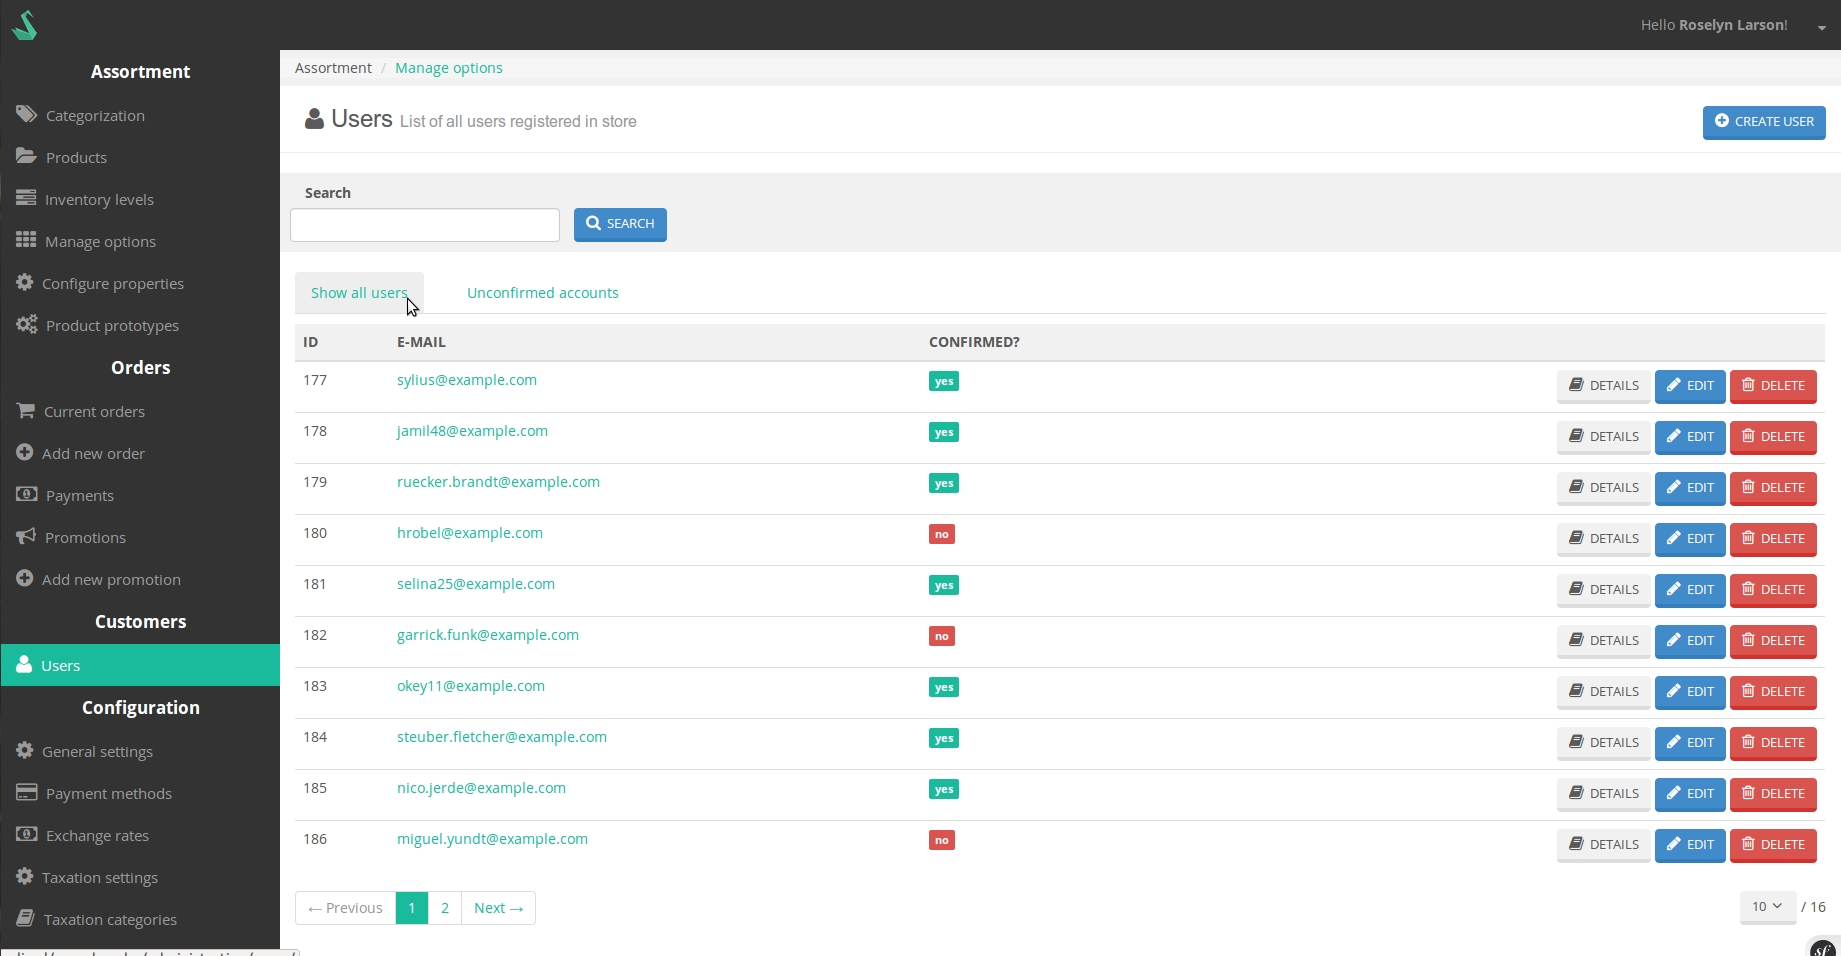 Hello Roselyn Larson!
Assortment
Categorization
Products
Inventory levels
Manage options
Configure properties
Product prototypes
Orders
Current orders
Add new order
Payments
Promotions
Add new promotion
Customers
Users
Configuration
General settings
Payment methods
Exchange rates
Taxation settings
Taxation categories
Assortment / Manage options
Users List of all users registered in store
CREATE USER
Search
SEARCH
Show all users Unconfirmed accounts
ID E-MAIL CONFIRMED?
177 sylius@example.com yes DETAILS EDIT DELETE
178 jamil48@example.com yes DETAILS EDIT DELETE
179 ruecker.brandt@example.com yes DETAILS EDIT DELETE
180 hrobel@example.com no DETAILS EDIT DELETE
181 selina25@example.com yes DETAILS EDIT DELETE
182 garrick.funk@example.com no DETAILS EDIT DELETE
183 okey11@example.com yes DETAILS EDIT DELETE
184 steuber.fletcher@example.com yes DETAILS EDIT DELETE
185 nico.jerde@example.com yes DETAILS EDIT DELETE
186 miguel.yundt@example.com no DETAILS EDIT DELETE
← Previous 1 2 Next →
10 / 16
sf